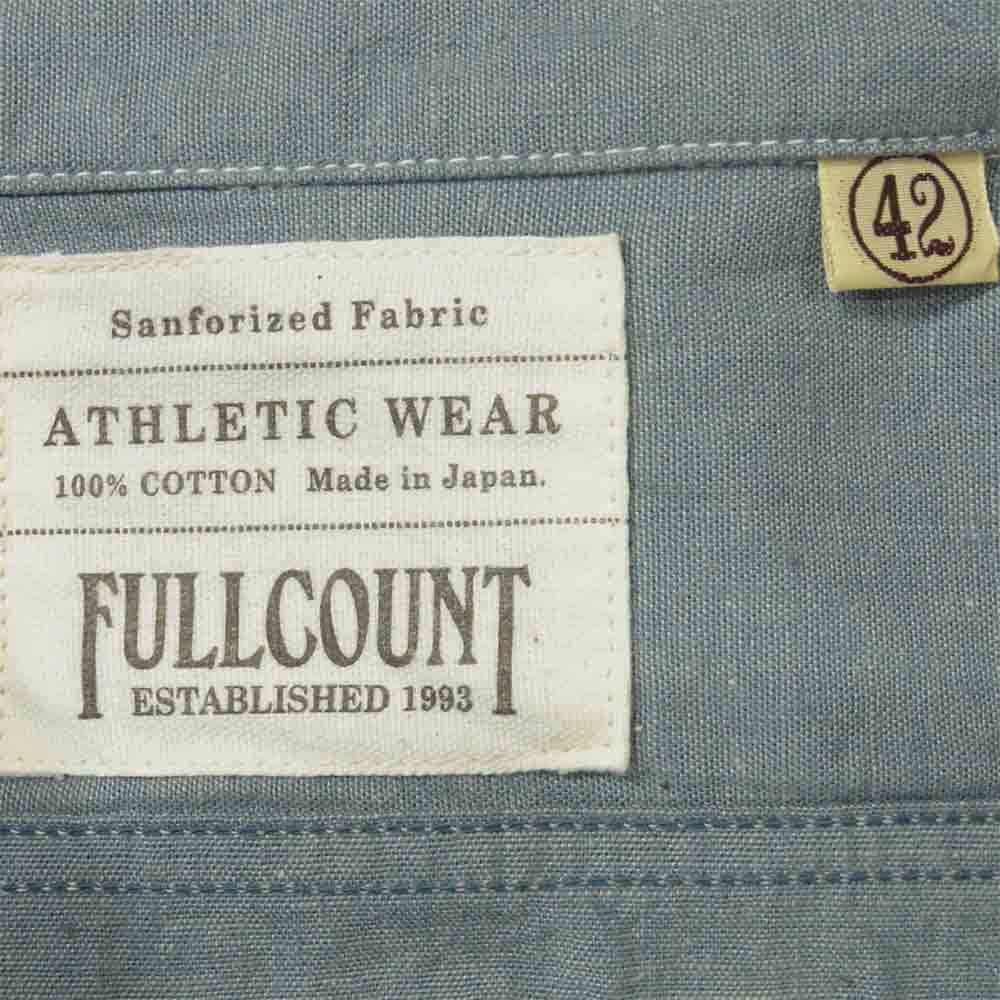 42
Sanforized Fabric
ATHLETIC WEAR
100% COTTON Made in Japan.
FULLCOUNT
ESTABLISHED 1993